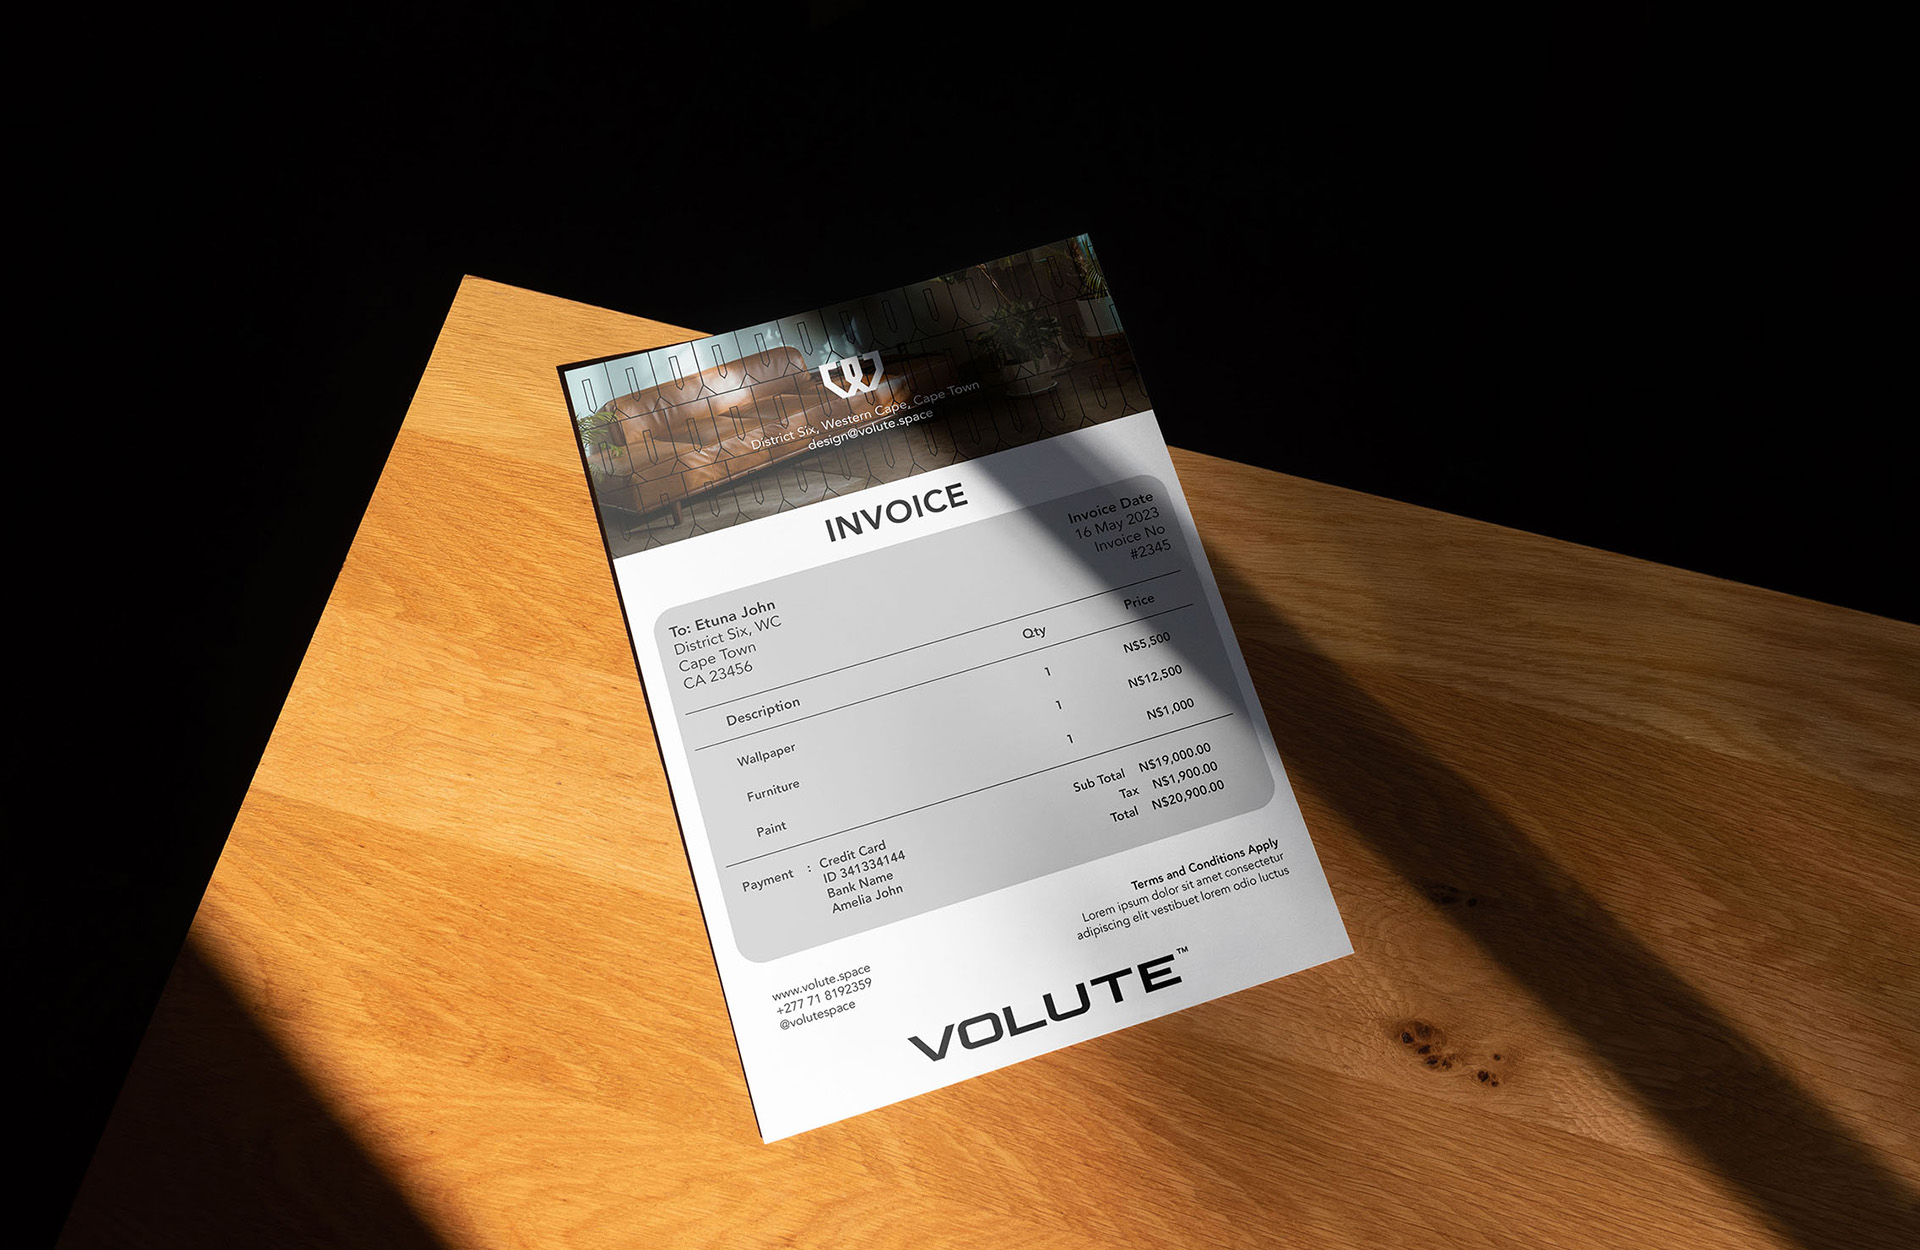 District Six, Western Cape, Cape Town
design@volute.space
INVOICE
Invoice Date
16 May 2023
Invoice No
#2345
To: Etuna John
District Six, WC
Cape Town
CA 23456
Description Qty Price
Wallpaper 1 N$5,500
Furniture 1 N$12,500
Paint 1 N$1,000
Sub Total N$19,000.00
Tax N$1,900.00
Total N$20,900.00
Payment : Credit Card
ID 341334144
Bank Name
Amelia John
Terms and Conditions Apply
Lorem ipsum dolor sit amet consectetur
adipiscing elit vestibuet lorem odio luctus
www.volute.space
+277 71 8192359
@volutespace
VOLUTE™